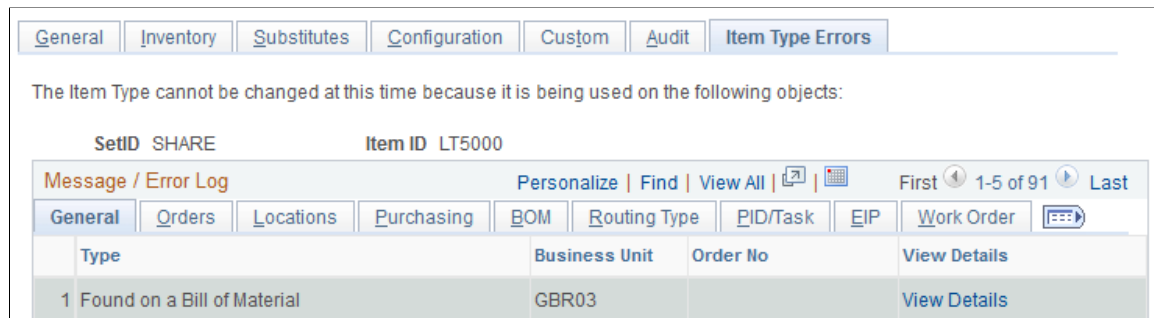 General Inventory Substitutes Configuration Custom Audit Item Type Errors
The Item Type cannot be changed at this time because it is being used on the following objects:
SetID SHARE Item ID LT5000
Message / Error Log Personalize | Find | View All | | First 1-5 of 91 Last
General Orders Locations Purchasing BOM Routing Type PID/Task EIP Work Order
Type Business Unit Order No View Details
1 Found on a Bill of Material GBR03 View Details